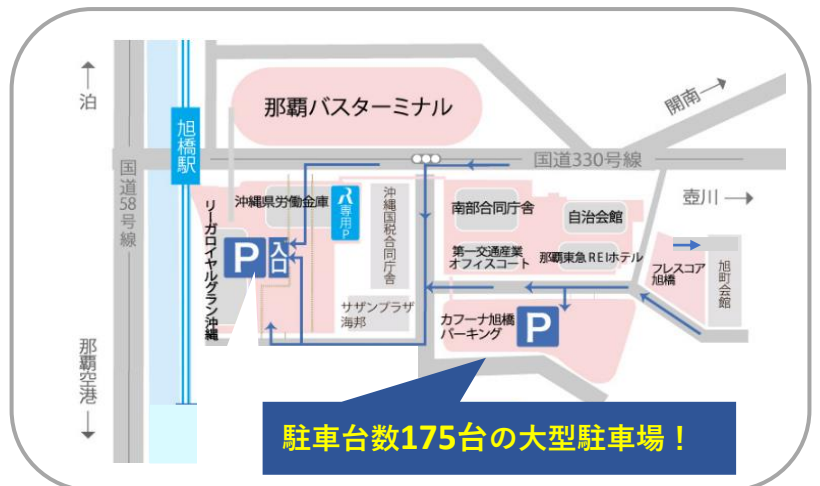 ↑
泊
旭橋駅
国道58号線
那覇空港
↓
那覇バスターミナル
開南→
国道330号線
壺川→
リーガロイヤルグラン沖縄
沖縄県労働金庫
R
専用P
P
入口
沖縄国税合同庁舎
サザンプラザ
海邦
南部合同庁舎
自治会館
第一交通産業
オフィスコート
那覇東急REIホテル
フレスコア
旭橋
旭町会館
カフーナ旭橋
パーキング
P
駐車台数175台の大型駐車場！